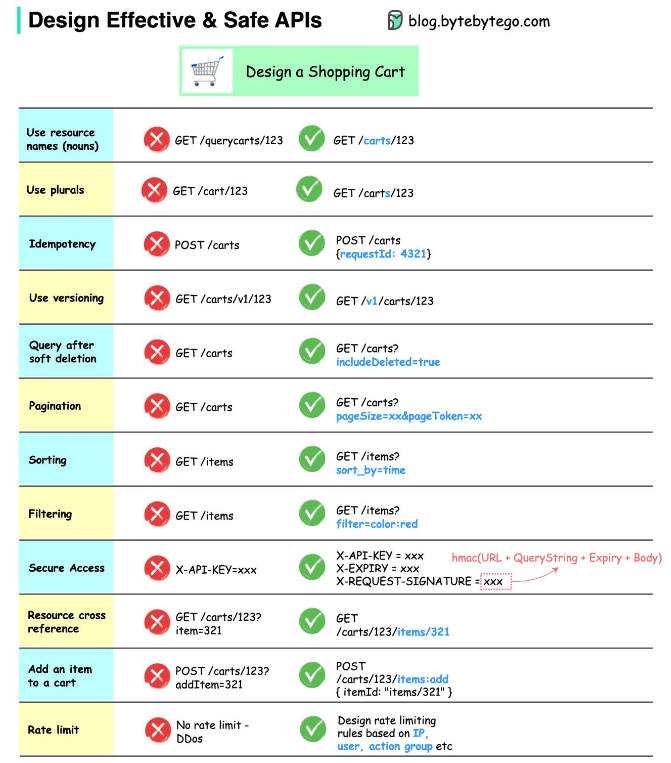 Design Effective & Safe APIs
blog.bytebytego.com
Design a Shopping Cart
Use resource
names (nouns)
GET /querycarts/123
GET /carts/123
Use plurals
GET /cart/123
GET /carts/123
Idempotency
POST /carts
POST /carts
{requestId: 4321}
Use versioning
GET /carts/v1/123
GET /v1/carts/123
Query after
soft deletion
GET /carts
GET /carts?
includeDeleted=true
Pagination
GET /carts
GET /carts?
pageSize=xx&pageToken=xx
Sorting
GET /items
GET /items?
sort_by=time
Filtering
GET /items
GET /items?
filter=color:red
Secure Access
X-API-KEY=xxx
X-API-KEY = xxx
X-EXPIRY = xxx
X-REQUEST-SIGNATURE = xxx
hmac(URL + QueryString + Expiry + Body)
Resource cross
reference
GET /carts/123?
item=321
GET
/carts/123/items/321
Add an item
to a cart
POST /carts/123?
addItem=321
POST
/carts/123/items:add
{ itemId: "items/321" }
Rate limit
No rate limit -
DDos
Design rate limiting
rules based on IP,
user, action group etc